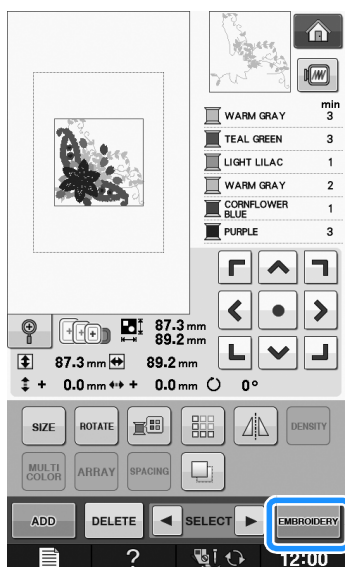 min
WARM GRAY 3
TEAL GREEN 3
LIGHT LILAC 1
WARM GRAY 2
CORNFLOWER
BLUE 1
PURPLE 3
87.3 mm
89.2 mm
87.3 mm 89.2 mm
+ 0.0 mm + 0.0 mm 0°
SIZE ROTATE DENSITY
MULTI
COLOR ARRAY SPACING
ADD DELETE SELECT EMBROIDERY
? 12:00